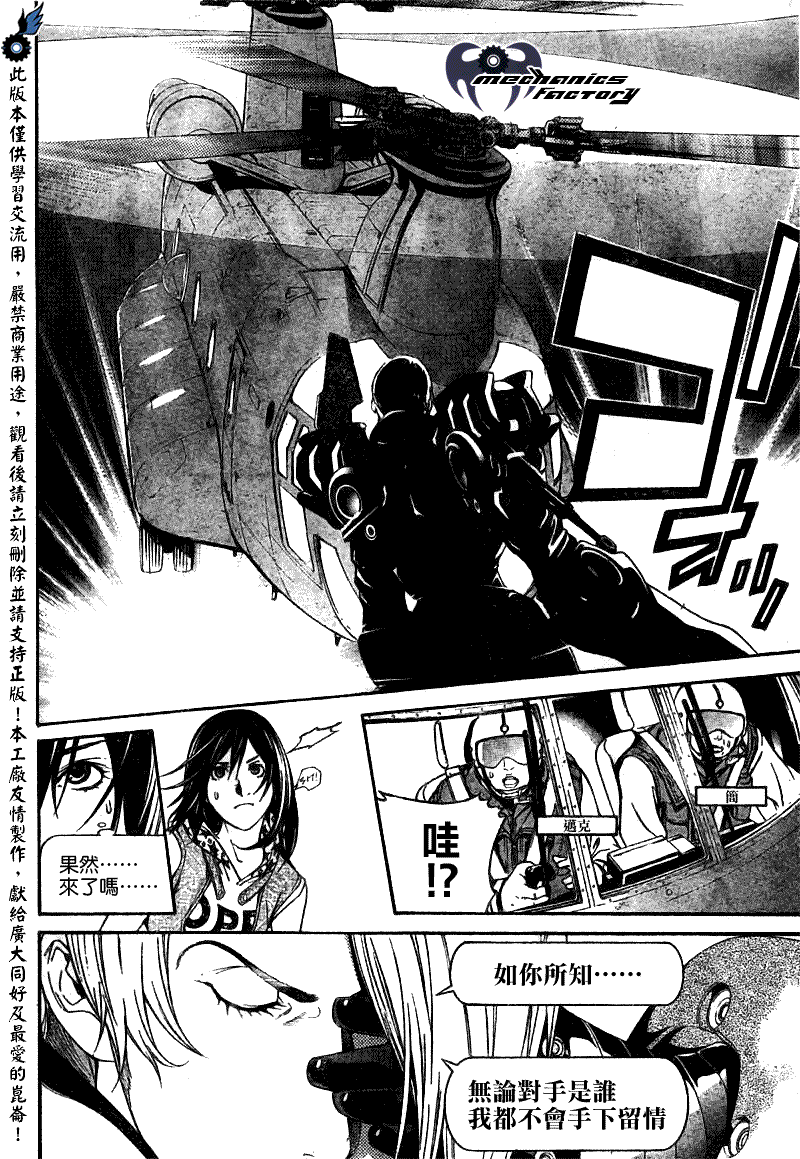 mechanics
Factory
此版本僅供學習交流用，嚴禁商業用途，觀看後請立刻刪除並請支持正版！本工廠友情製作，獻給廣大同好及最愛的崑崙！
ゴォ
簡
邁克
哇
!?
果然……
來了嗎……
OPE
如你所知……
無論對手是誰
我都不會手下留情